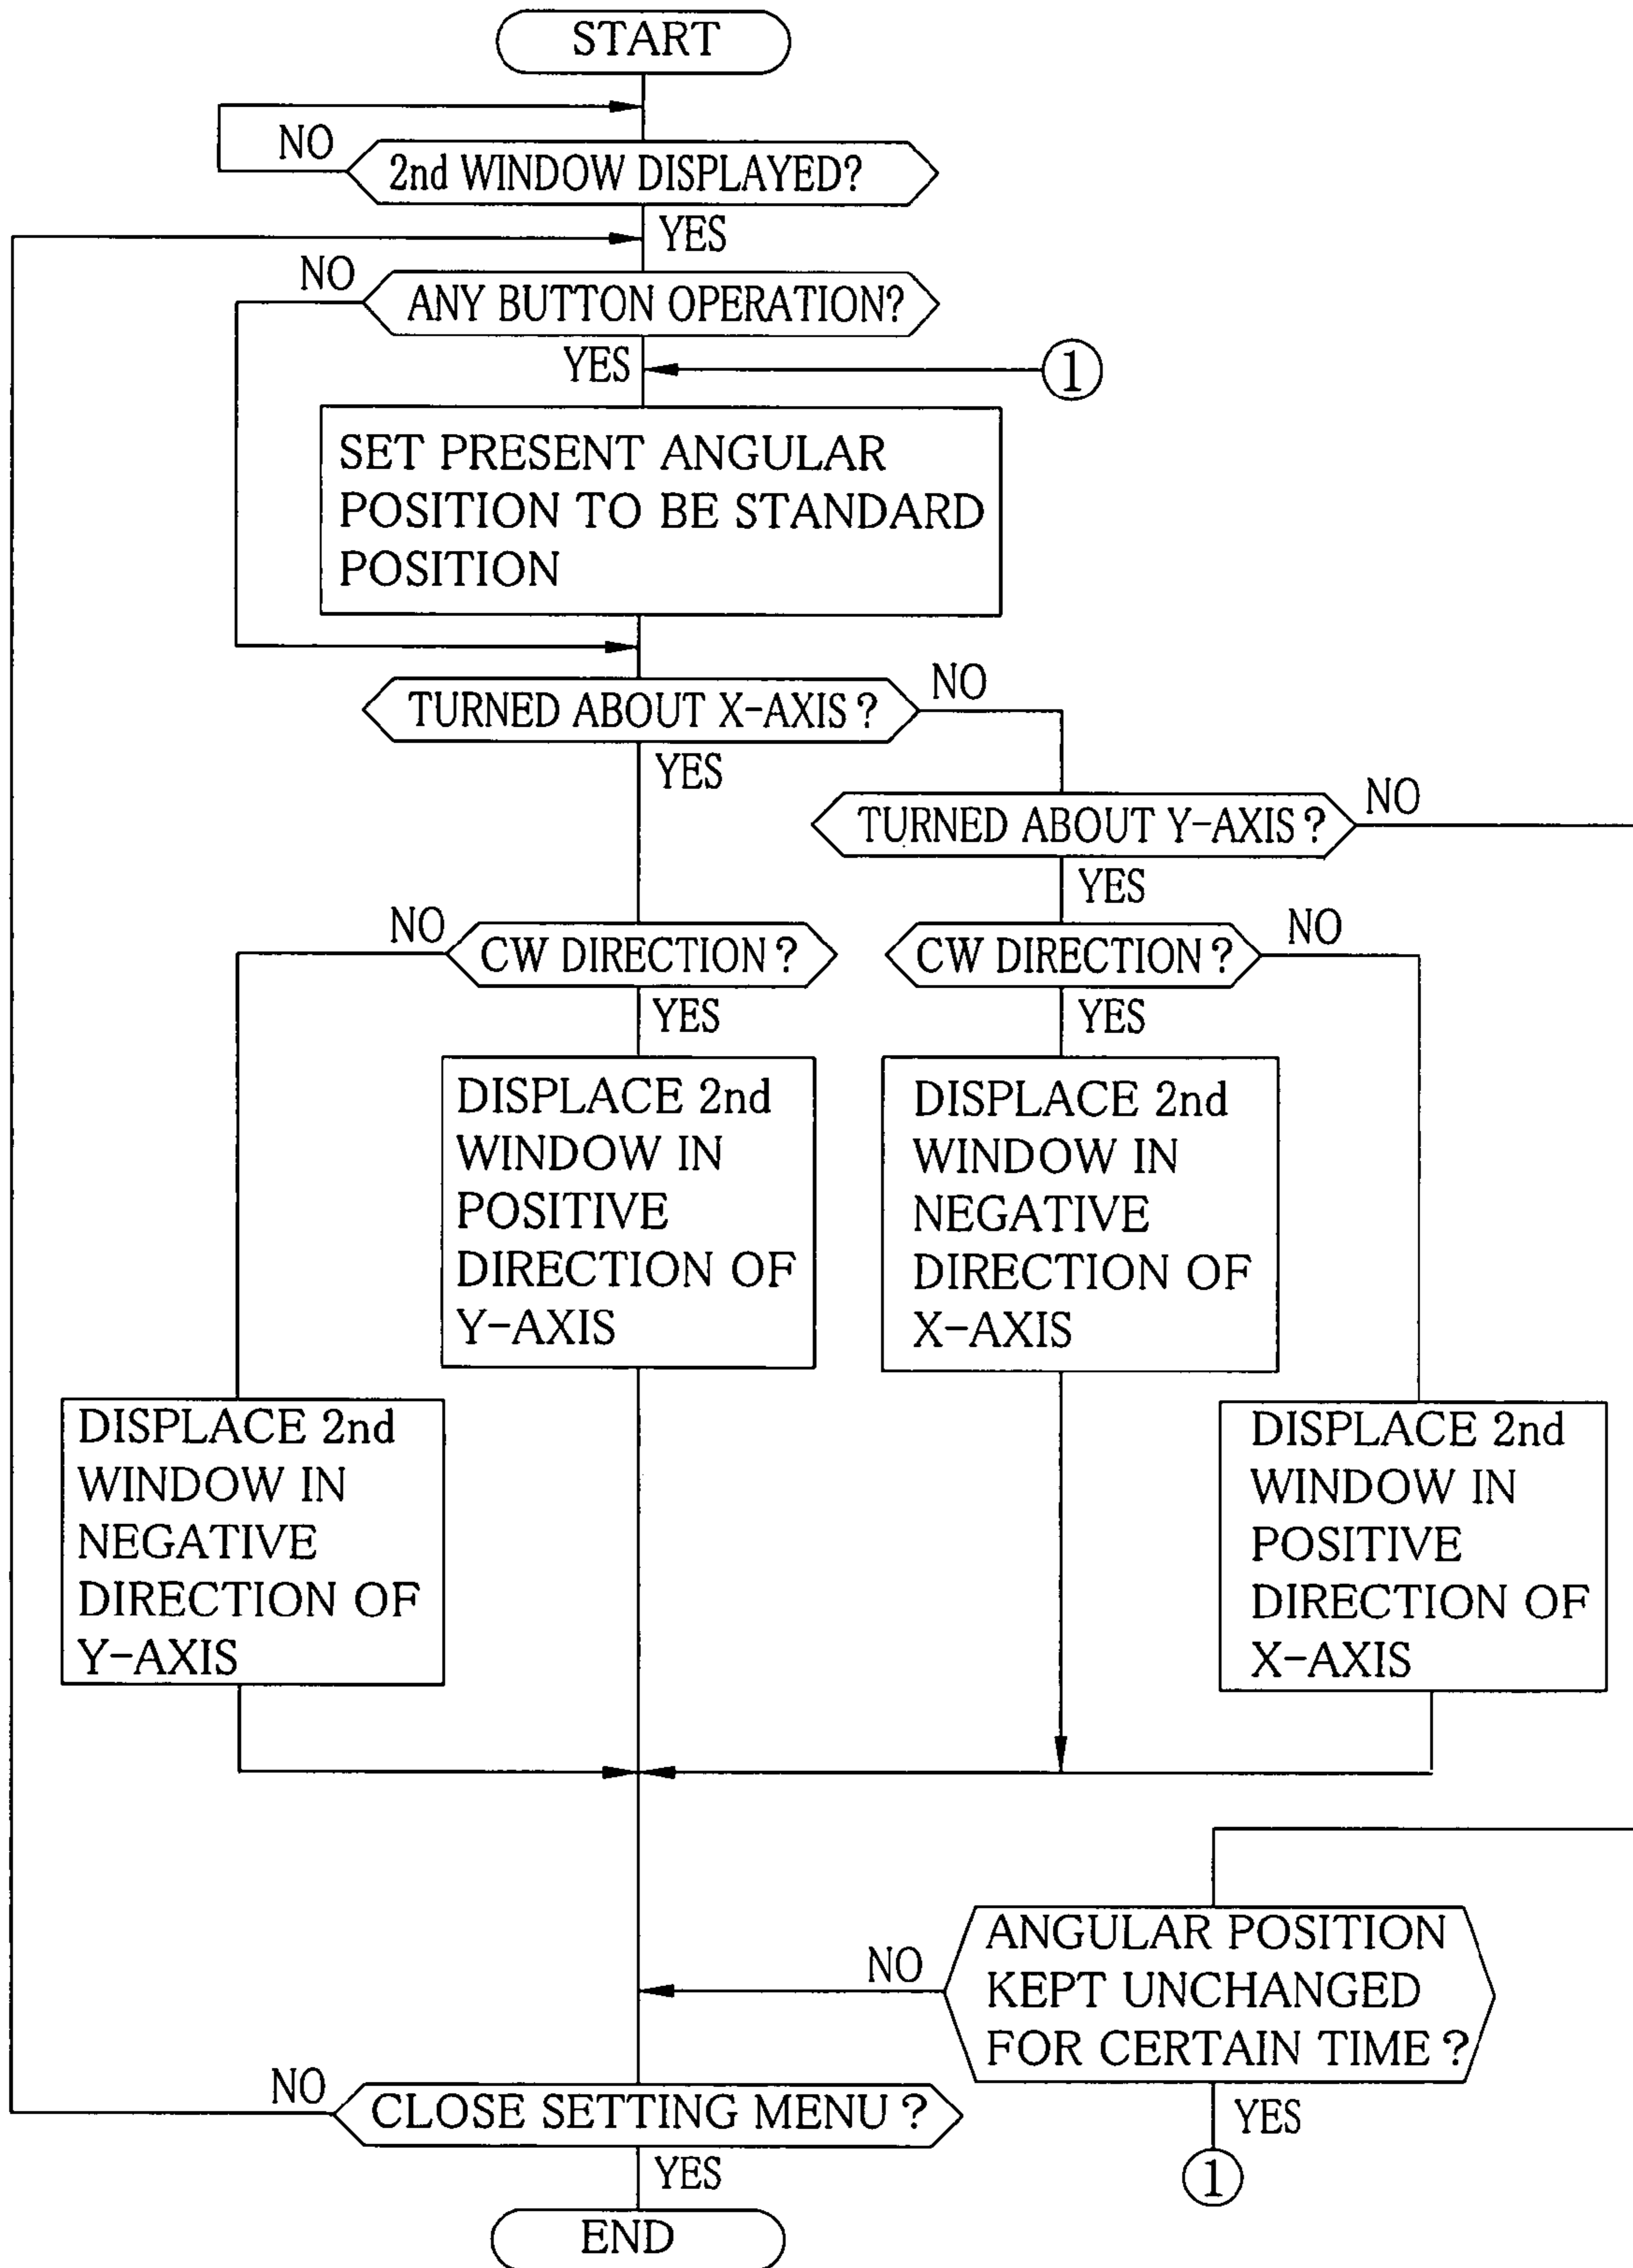 START
NO
2nd WINDOW DISPLAYED?
YES
NO
ANY BUTTON OPERATION?
YES
1
SET PRESENT ANGULAR
POSITION TO BE STANDARD
POSITION
NO
TURNED ABOUT X-AXIS?
YES
NO
TURNED ABOUT Y-AXIS?
YES
NO
CW DIRECTION?
CW DIRECTION?
NO
YES
YES
DISPLACE 2nd
WINDOW IN
POSITIVE
DIRECTION OF
Y-AXIS
DISPLACE 2nd
WINDOW IN
NEGATIVE
DIRECTION OF
X-AXIS
DISPLACE 2nd
WINDOW IN
NEGATIVE
DIRECTION OF
Y-AXIS
DISPLACE 2nd
WINDOW IN
POSITIVE
DIRECTION OF
X-AXIS
NO
ANGULAR POSITION
KEPT UNCHANGED
FOR CERTAIN TIME?
NO
CLOSE SETTING MENU?
YES
YES
1
END